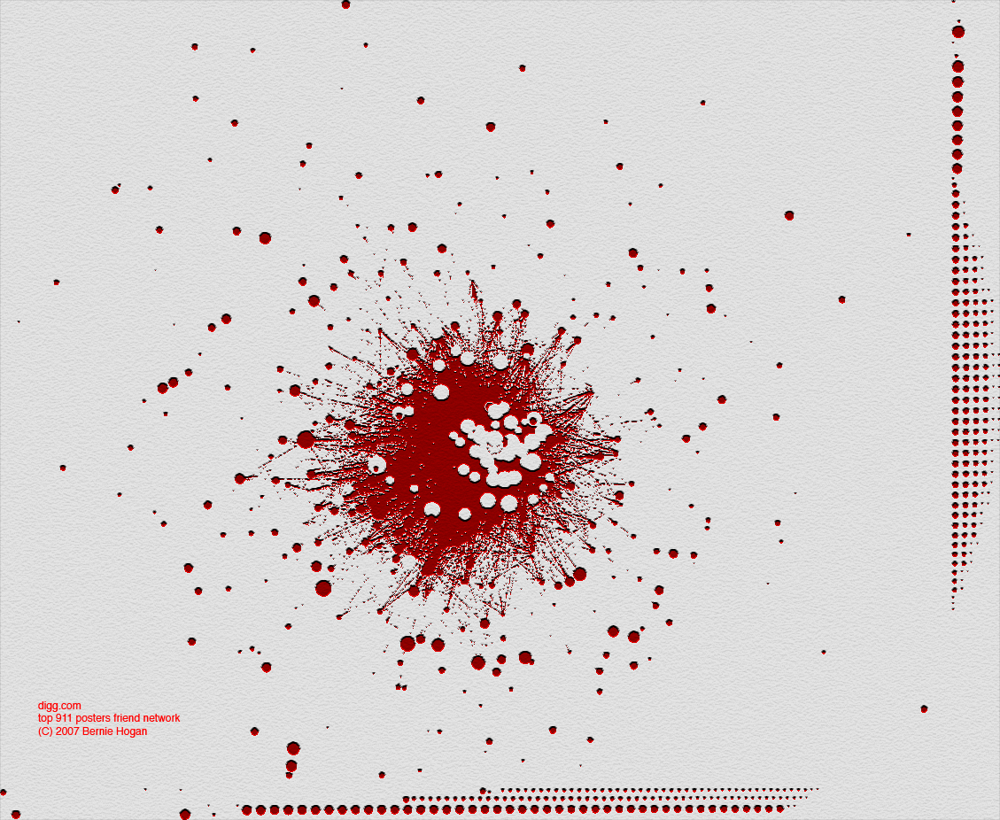 digg.com
top 911 posters friend network
(C) 2007 Bernie Hogan